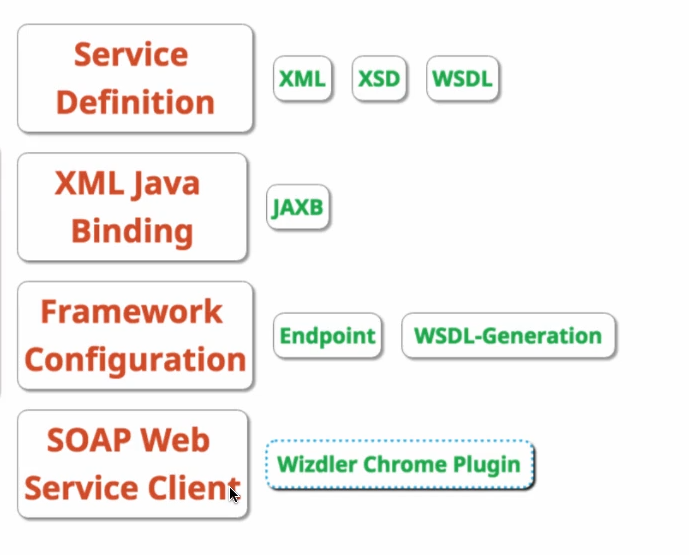 Service
Definition
XML XSD WSDL
XML Java
Binding
JAXB
Framework
Configuration
Endpoint WSDL-Generation
SOAP Web
Service Client
Wizdler Chrome Plugin